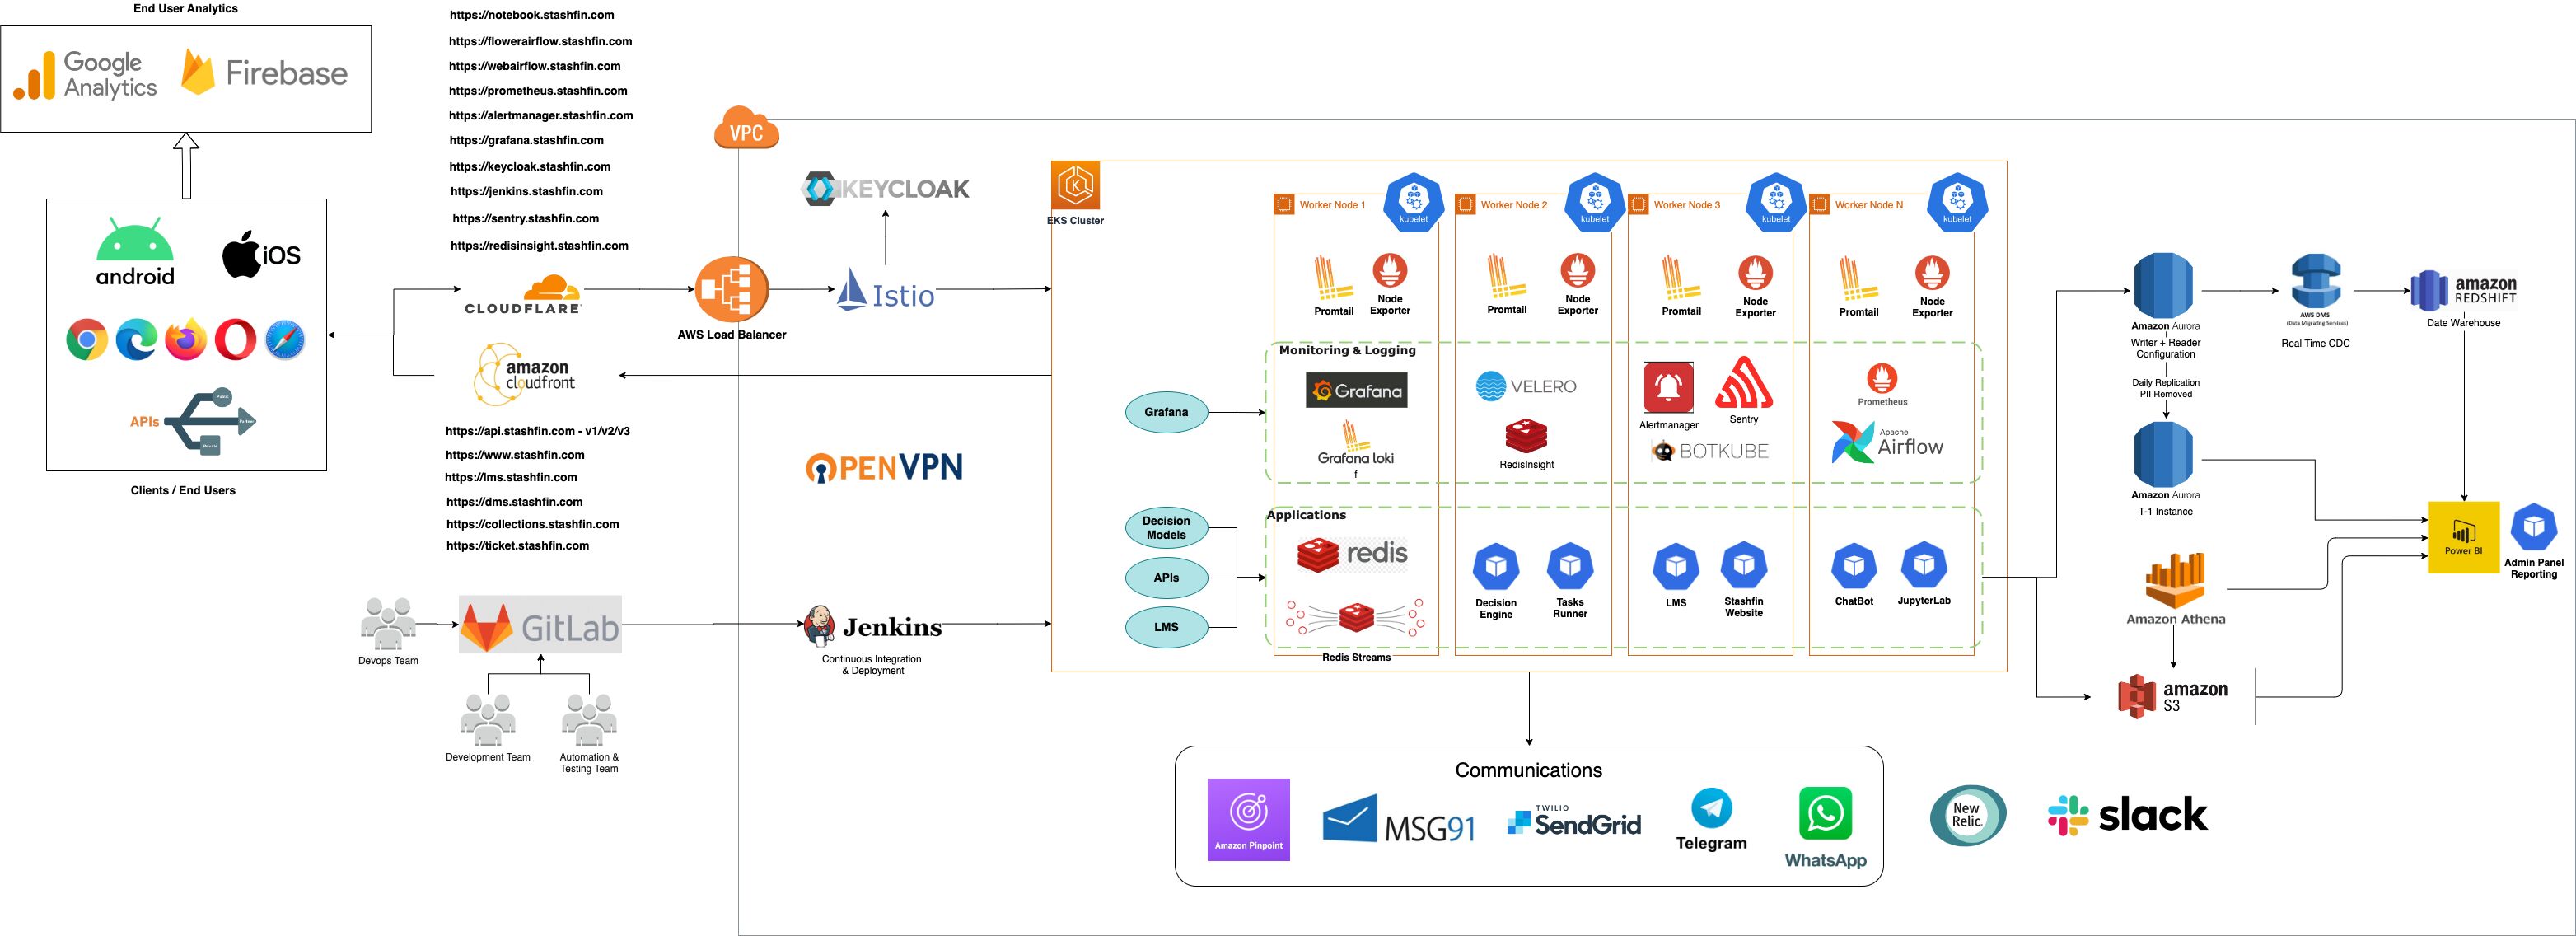 End User Analytics
Google
Analytics
Firebase
android
iOS
APIs
Public
Partner
Private
Clients / End Users
https://notebook.stashfin.com
https://flowerairflow.stashfin.com
https://webairflow.stashfin.com
https://prometheus.stashfin.com
https://alertmanager.stashfin.com
https://grafana.stashfin.com
https://keycloak.stashfin.com
https://jenkins.stashfin.com
https://sentry.stashfin.com
https://redisinsight.stashfin.com
CLOUDFLARE
amazon
cloudfront
https://api.stashfin.com - v1/v2/v3
https://www.stashfin.com
https://lms.stashfin.com
https://dms.stashfin.com
https://collections.stashfin.com
https://ticket.stashfin.com
Devops Team
GitLab
Development Team
Automation &
Testing Team
VPC
AWS Load Balancer
KEYCLOAK
Istio
OPENVPN
Jenkins
Continuous Integration
& Deployment
EKS Cluster
Grafana
Decision
Models
APIs
LMS
Worker Node 1
kubelet
Worker Node 2
kubelet
Worker Node 3
kubelet
Worker Node N
kubelet
Promtail
Node
Exporter
Promtail
Node
Exporter
Promtail
Node
Exporter
Promtail
Node
Exporter
Monitoring & Logging
Grafana
Grafana loki
f
VELERO
RedisInsight
Alertmanager
Sentry
BOTKUBE
Prometheus
Apache
Airflow
Applications
redis
Redis Streams
Decision
Engine
Tasks
Runner
LMS
Stashfin
Website
ChatBot
JupyterLab
Communications
Amazon Pinpoint
MSG91
TWILIO
SendGrid
Telegram
WhatsApp
New
Relic.
slack
Amazon Aurora
Writer + Reader
Configuration
Daily Replication
PII Removed
Amazon Aurora
T-1 Instance
AWS DMS
(Data Migrating Services)
Real Time CDC
amazon
REDSHIFT
Date Warehouse
Amazon Athena
amazon
S3
Power BI
Admin Panel
Reporting